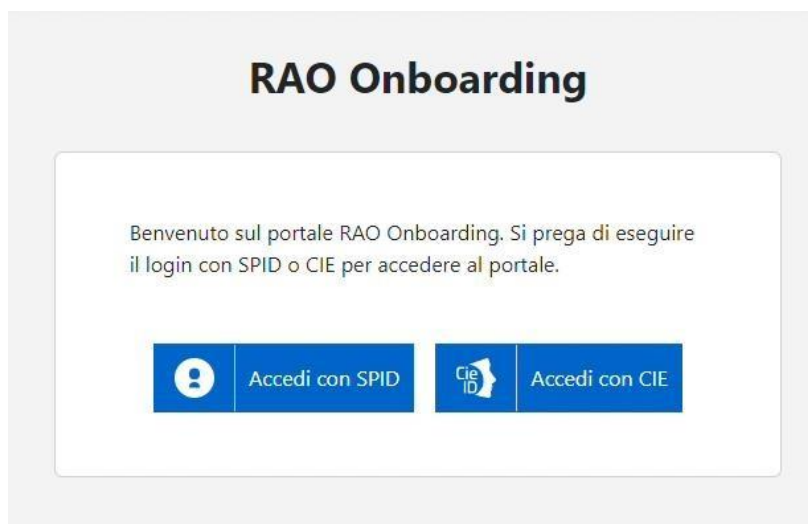 RAO Onboarding
Benvenuto sul portale RAO Onboarding. Si prega di eseguire
il login con SPID o CIE per accedere al portale.
Accedi con SPID
Cie
ID
Accedi con CIE